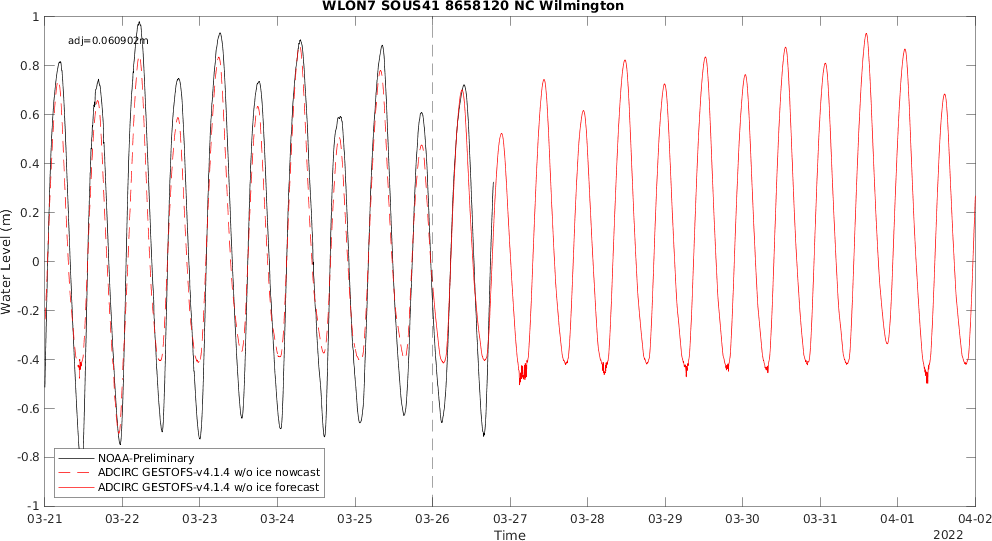 WLON7 SOUS41 8658120 NC Wilmington
adj=0.060902m
Water Level (m)
1
0.8
0.6
0.4
0.2
0
-0.2
-0.4
-0.6
-0.8
-1
NOAA-Preliminary
ADCIRC GESTOFS-v4.1.4 w/o ice nowcast
ADCIRC GESTOFS-v4.1.4 w/o ice forecast
03-21 03-22 03-23 03-24 03-25 03-26 03-27 03-28 03-29 03-30 03-31 04-01 04-02
Time
2022